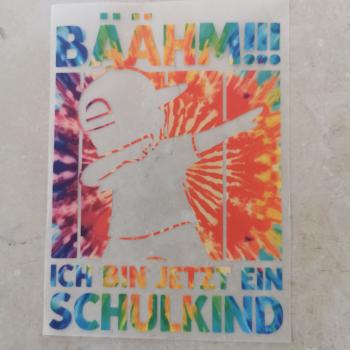 BÄÄHM!!!
ICH BIN JETZT EIN
SCHULKIND